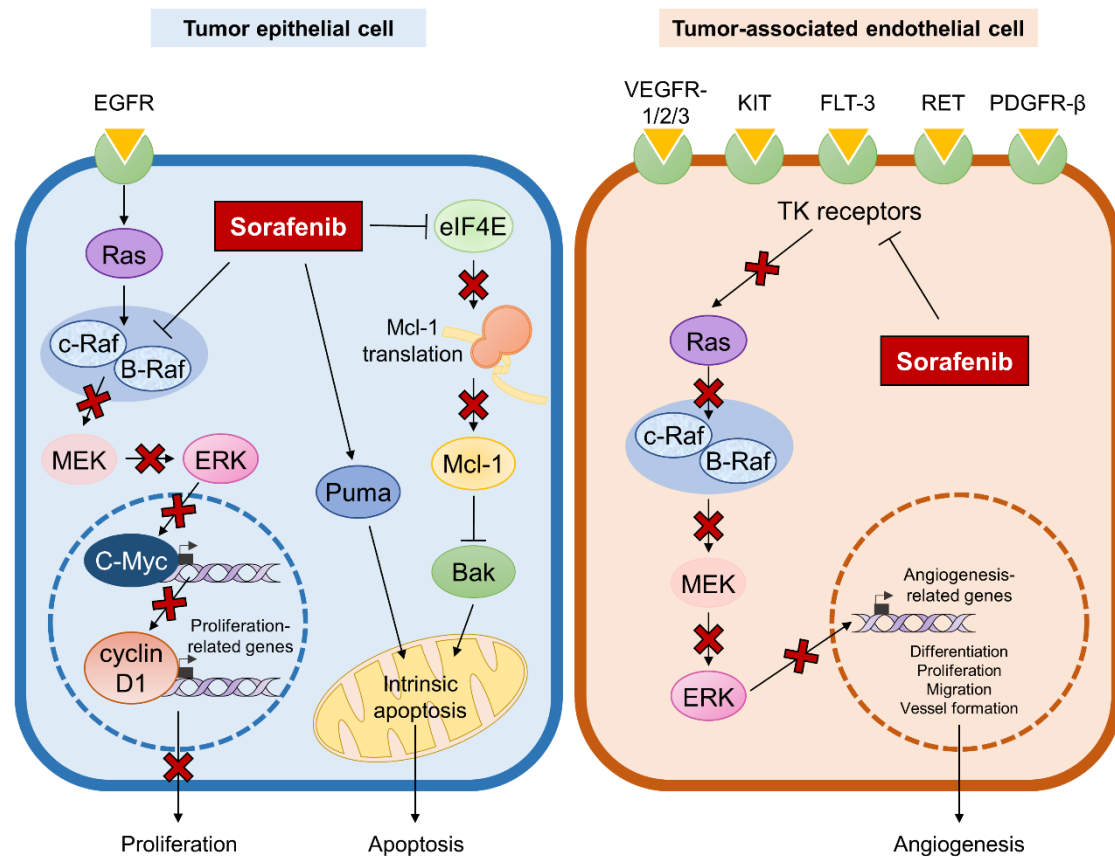 Tumor epithelial cell
EGFR
Sorafenib
eIF4E
Ras
c-Raf
B-Raf
Mcl-1
translation
MEK
ERK
Mcl-1
Puma
C-Myc
Bak
Proliferation-
related genes
cyclin
D1
Intrinsic
apoptosis
Proliferation
Apoptosis
Tumor-associated endothelial cell
VEGFR-
1/2/3
KIT
FLT-3
RET
PDGFR-β
TK receptors
Ras
Sorafenib
c-Raf
B-Raf
MEK
ERK
Angiogenesis-
related genes
Differentiation
Proliferation
Migration
Vessel formation
Angiogenesis